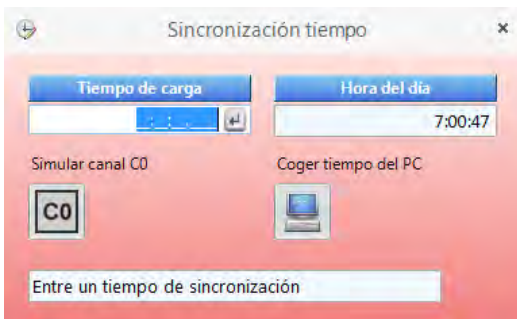 Sincronización tiempo
Tiempo de carga
Hora del día
_:_:_._
7:00:47
Simular canal C0
Coger tiempo del PC
C0
Entre un tiempo de sincronización